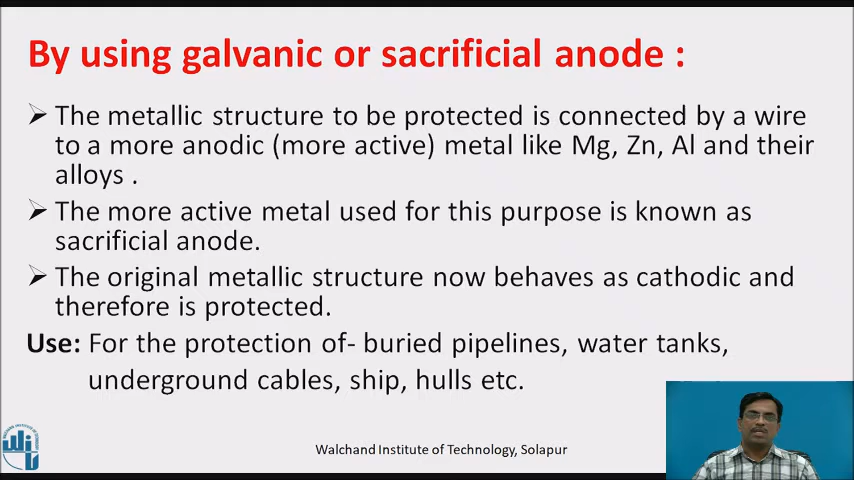 By using galvanic or sacrificial anode :
➢ The metallic structure to be protected is connected by a wire
to a more anodic (more active) metal like Mg, Zn, Al and their
alloys .
➢ The more active metal used for this purpose is known as
sacrificial anode.
➢ The original metallic structure now behaves as cathodic and
therefore is protected.
Use: For the protection of- buried pipelines, water tanks,
underground cables, ship, hulls etc.
Walchand Institute of Technology, Solapur